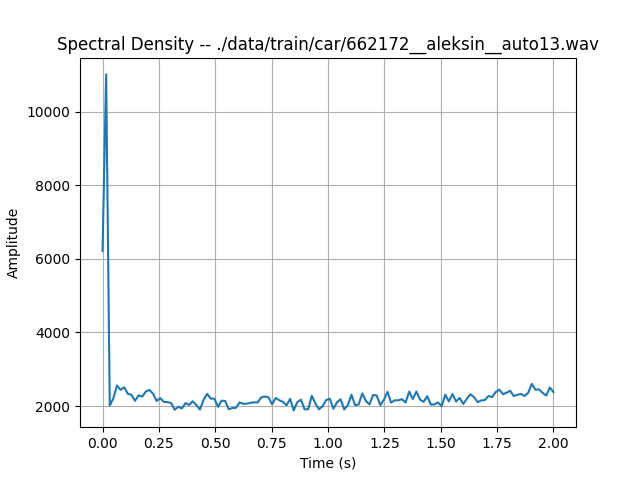 Spectral Density -- ./data/train/car/662172__aleksin__auto13.wav
10000
8000
6000
4000
2000
Amplitude
0.00 0.25 0.50 0.75 1.00 1.25 1.50 1.75 2.00
Time (s)